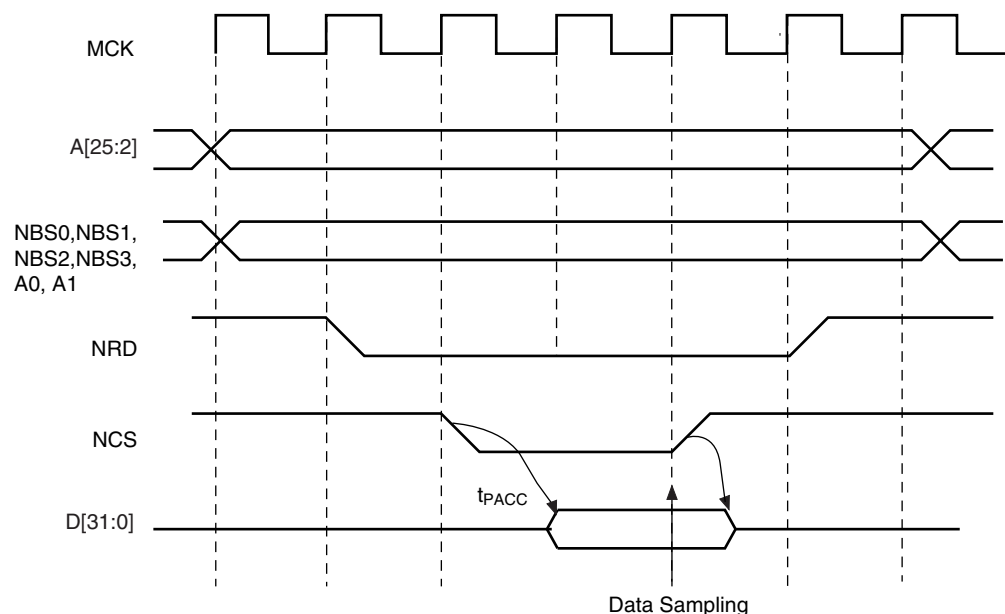 MCK
A[25:2]
NBS0,NBS1,
NBS2,NBS3,
A0, A1
NRD
NCS
tPACC
D[31:0]
Data Sampling